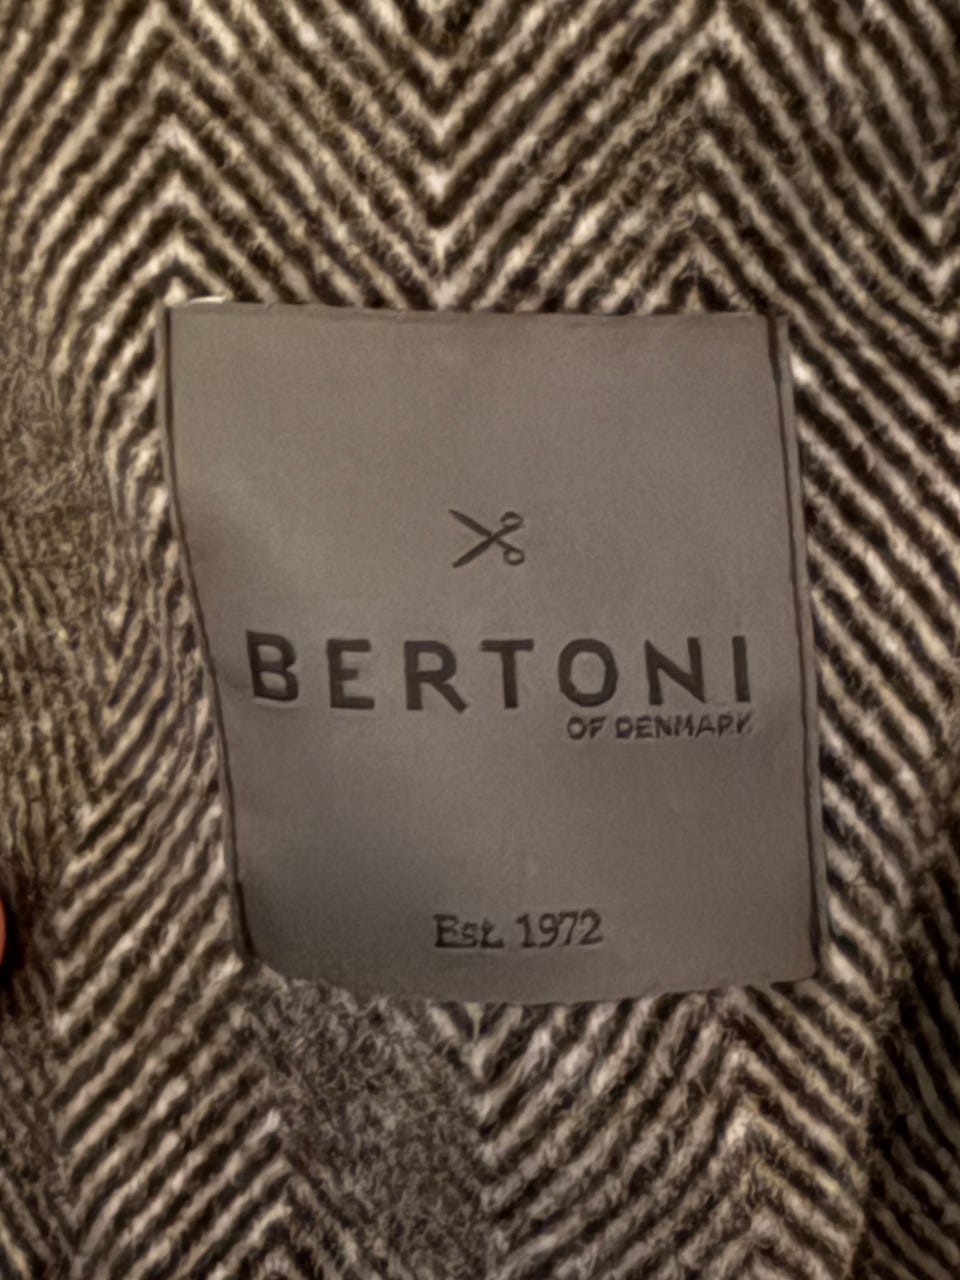 BERTONI
OF DENMARK
Est. 1972